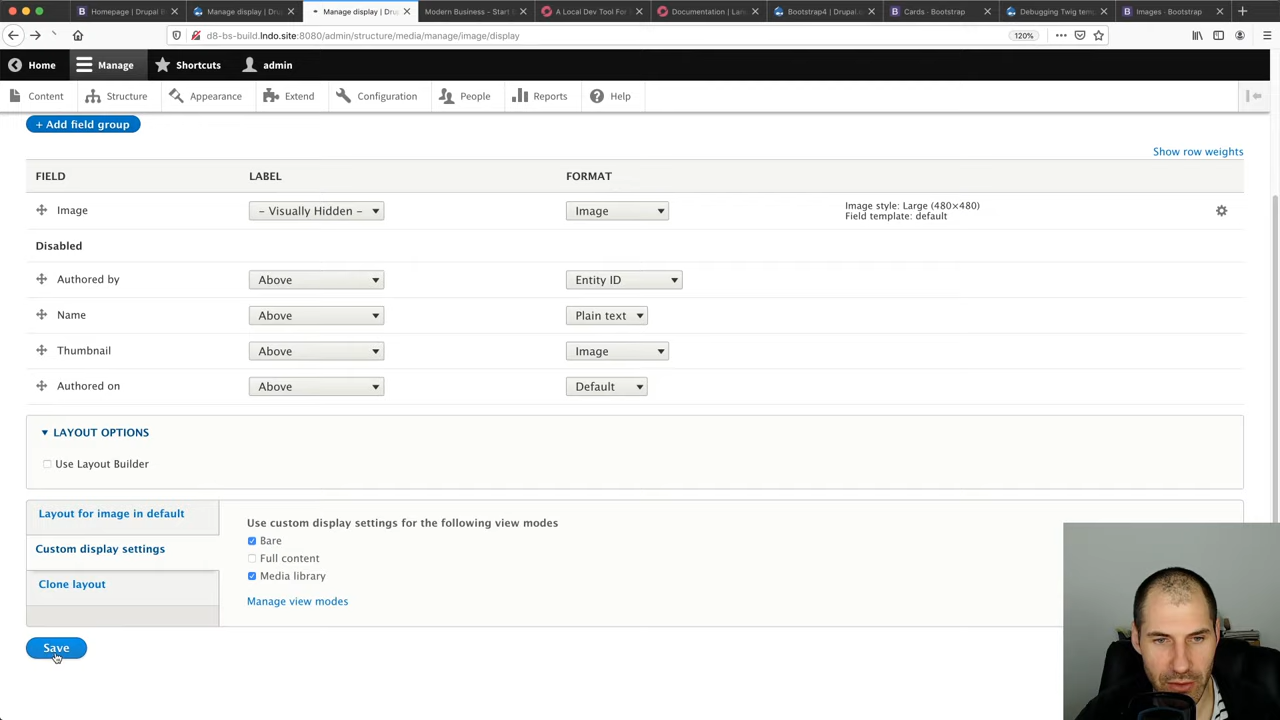 Homepage | Drupal B
Manage display | Dru
Manage display | Dru
Modern Business - Start B
A Local Dev Tool For
Documentation | Lan
Bootstrap4 | Drupal.o
Cards · Bootstrap
Debugging Twig tem
Images · Bootstrap
d8-bs-build.lndo.site:8080/admin/structure/media/manage/image/display
120%
Home
Manage
Shortcuts
admin
Content
Structure
Appearance
Extend
Configuration
People
Reports
Help
+ Add field group
Show row weights
FIELD LABEL FORMAT
Image - Visually Hidden - Image Image style: Large (480×480)
Field template: default
Disabled
Authored by Above Entity ID
Name Above Plain text
Thumbnail Above Image
Authored on Above Default
LAYOUT OPTIONS
Use Layout Builder
Layout for image in default
Custom display settings
Clone layout
Use custom display settings for the following view modes
Bare
Full content
Media library
Manage view modes
Save